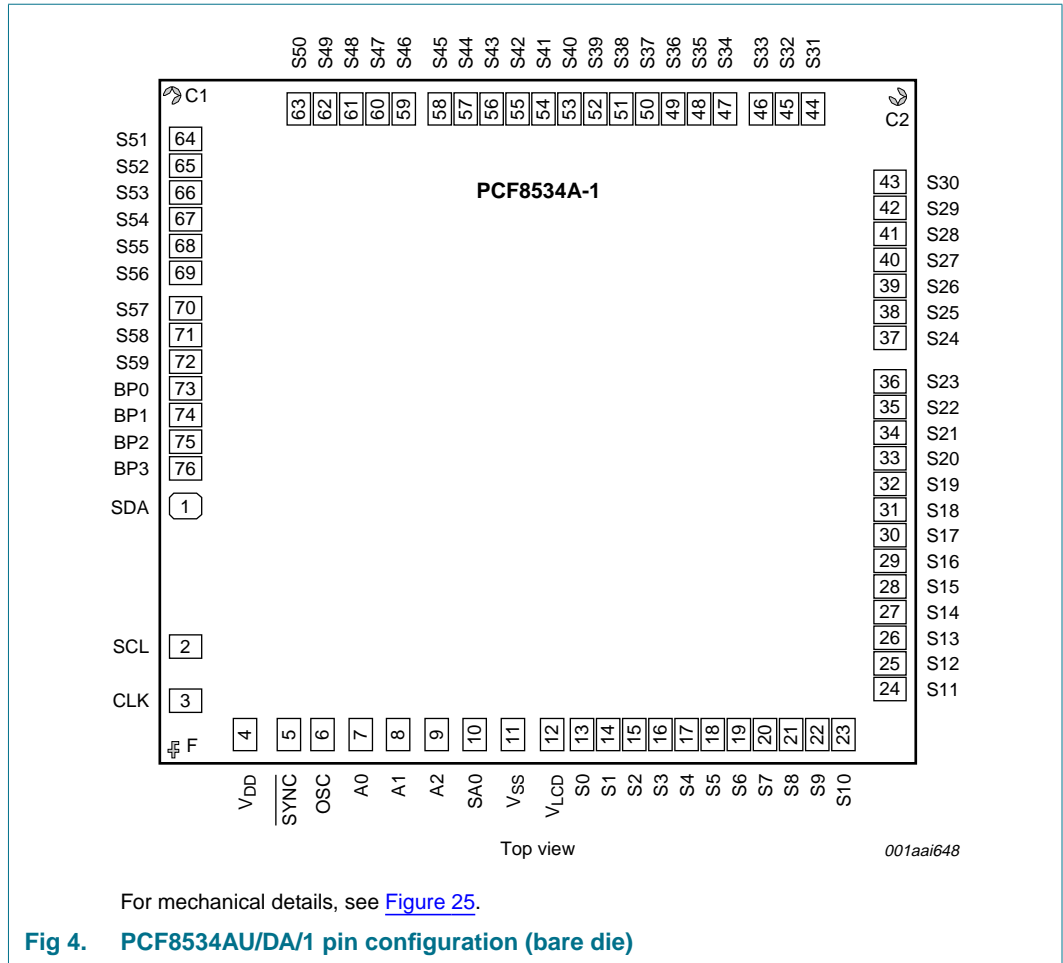 S50 S49 S48 S47 S46 S45 S44 S43 S42 S41 S40 S39 S38 S37 S36 S35 S34 S33 S32 S31
C1 63 62 61 60 59 58 57 56 55 54 53 52 51 50 49 48 47 46 45 44 C2
PCF8534A-1
S51 64
S52 65
S53 66
S54 67
S55 68
S56 69
S57 70
S58 71
S59 72
BP0 73
BP1 74
BP2 75
BP3 76
SDA 1
SCL 2
CLK 3
F
43 S30
42 S29
41 S28
40 S27
39 S26
38 S25
37 S24
36 S23
35 S22
34 S21
33 S20
32 S19
31 S18
30 S17
29 S16
28 S15
27 S14
26 S13
25 S12
24 S11
4 5 6 7 8 9 10 11 12 13 14 15 16 17 18 19 20 21 22 23
VDD SYNC OSC A0 A1 A2 SA0 VSS VLCD S0 S1 S2 S3 S4 S5 S6 S7 S8 S9 S10
Top view
001aai648
For mechanical details, see Figure 25.
Fig 4. PCF8534AU/DA/1 pin configuration (bare die)